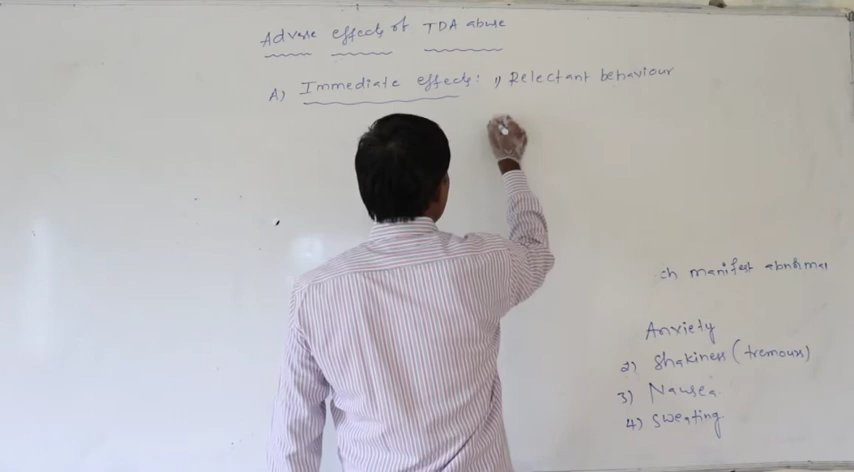 Adverse effects of TDA abuse
A) Immediate effects: 1) Relectant behaviour
ch manifest abnormal
Anxiety
2) Shakiness (tremours)
3) Nausea
4) Sweating